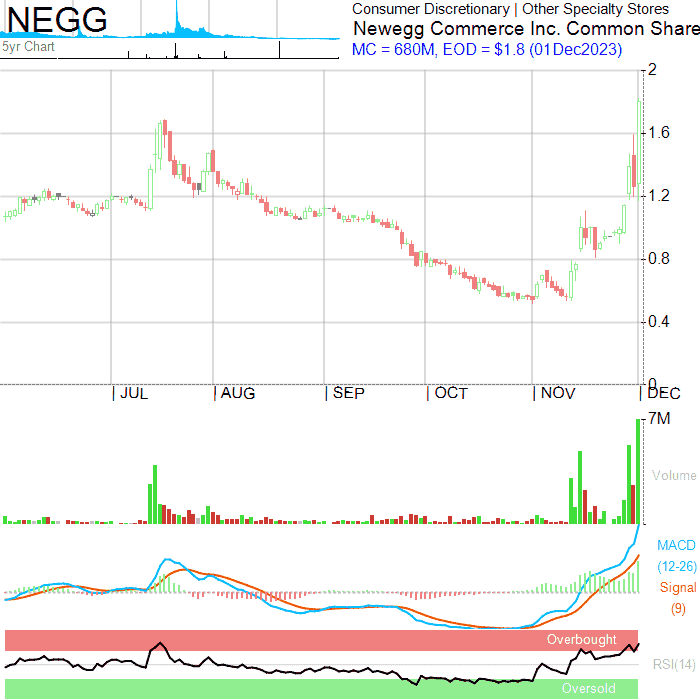 NEGG
5yr Chart
Consumer Discretionary | Other Specialty Stores
Newegg Commerce Inc. Common Share
MC = 680M, EOD = $1.8 (01Dec2023)
2
1.6
1.2
0.8
0.4
0
| JUL | AUG | SEP | OCT | NOV | DEC
7M
Volume
MACD
(12-26)
Signal
(9)
Overbought
RSI(14)
Oversold